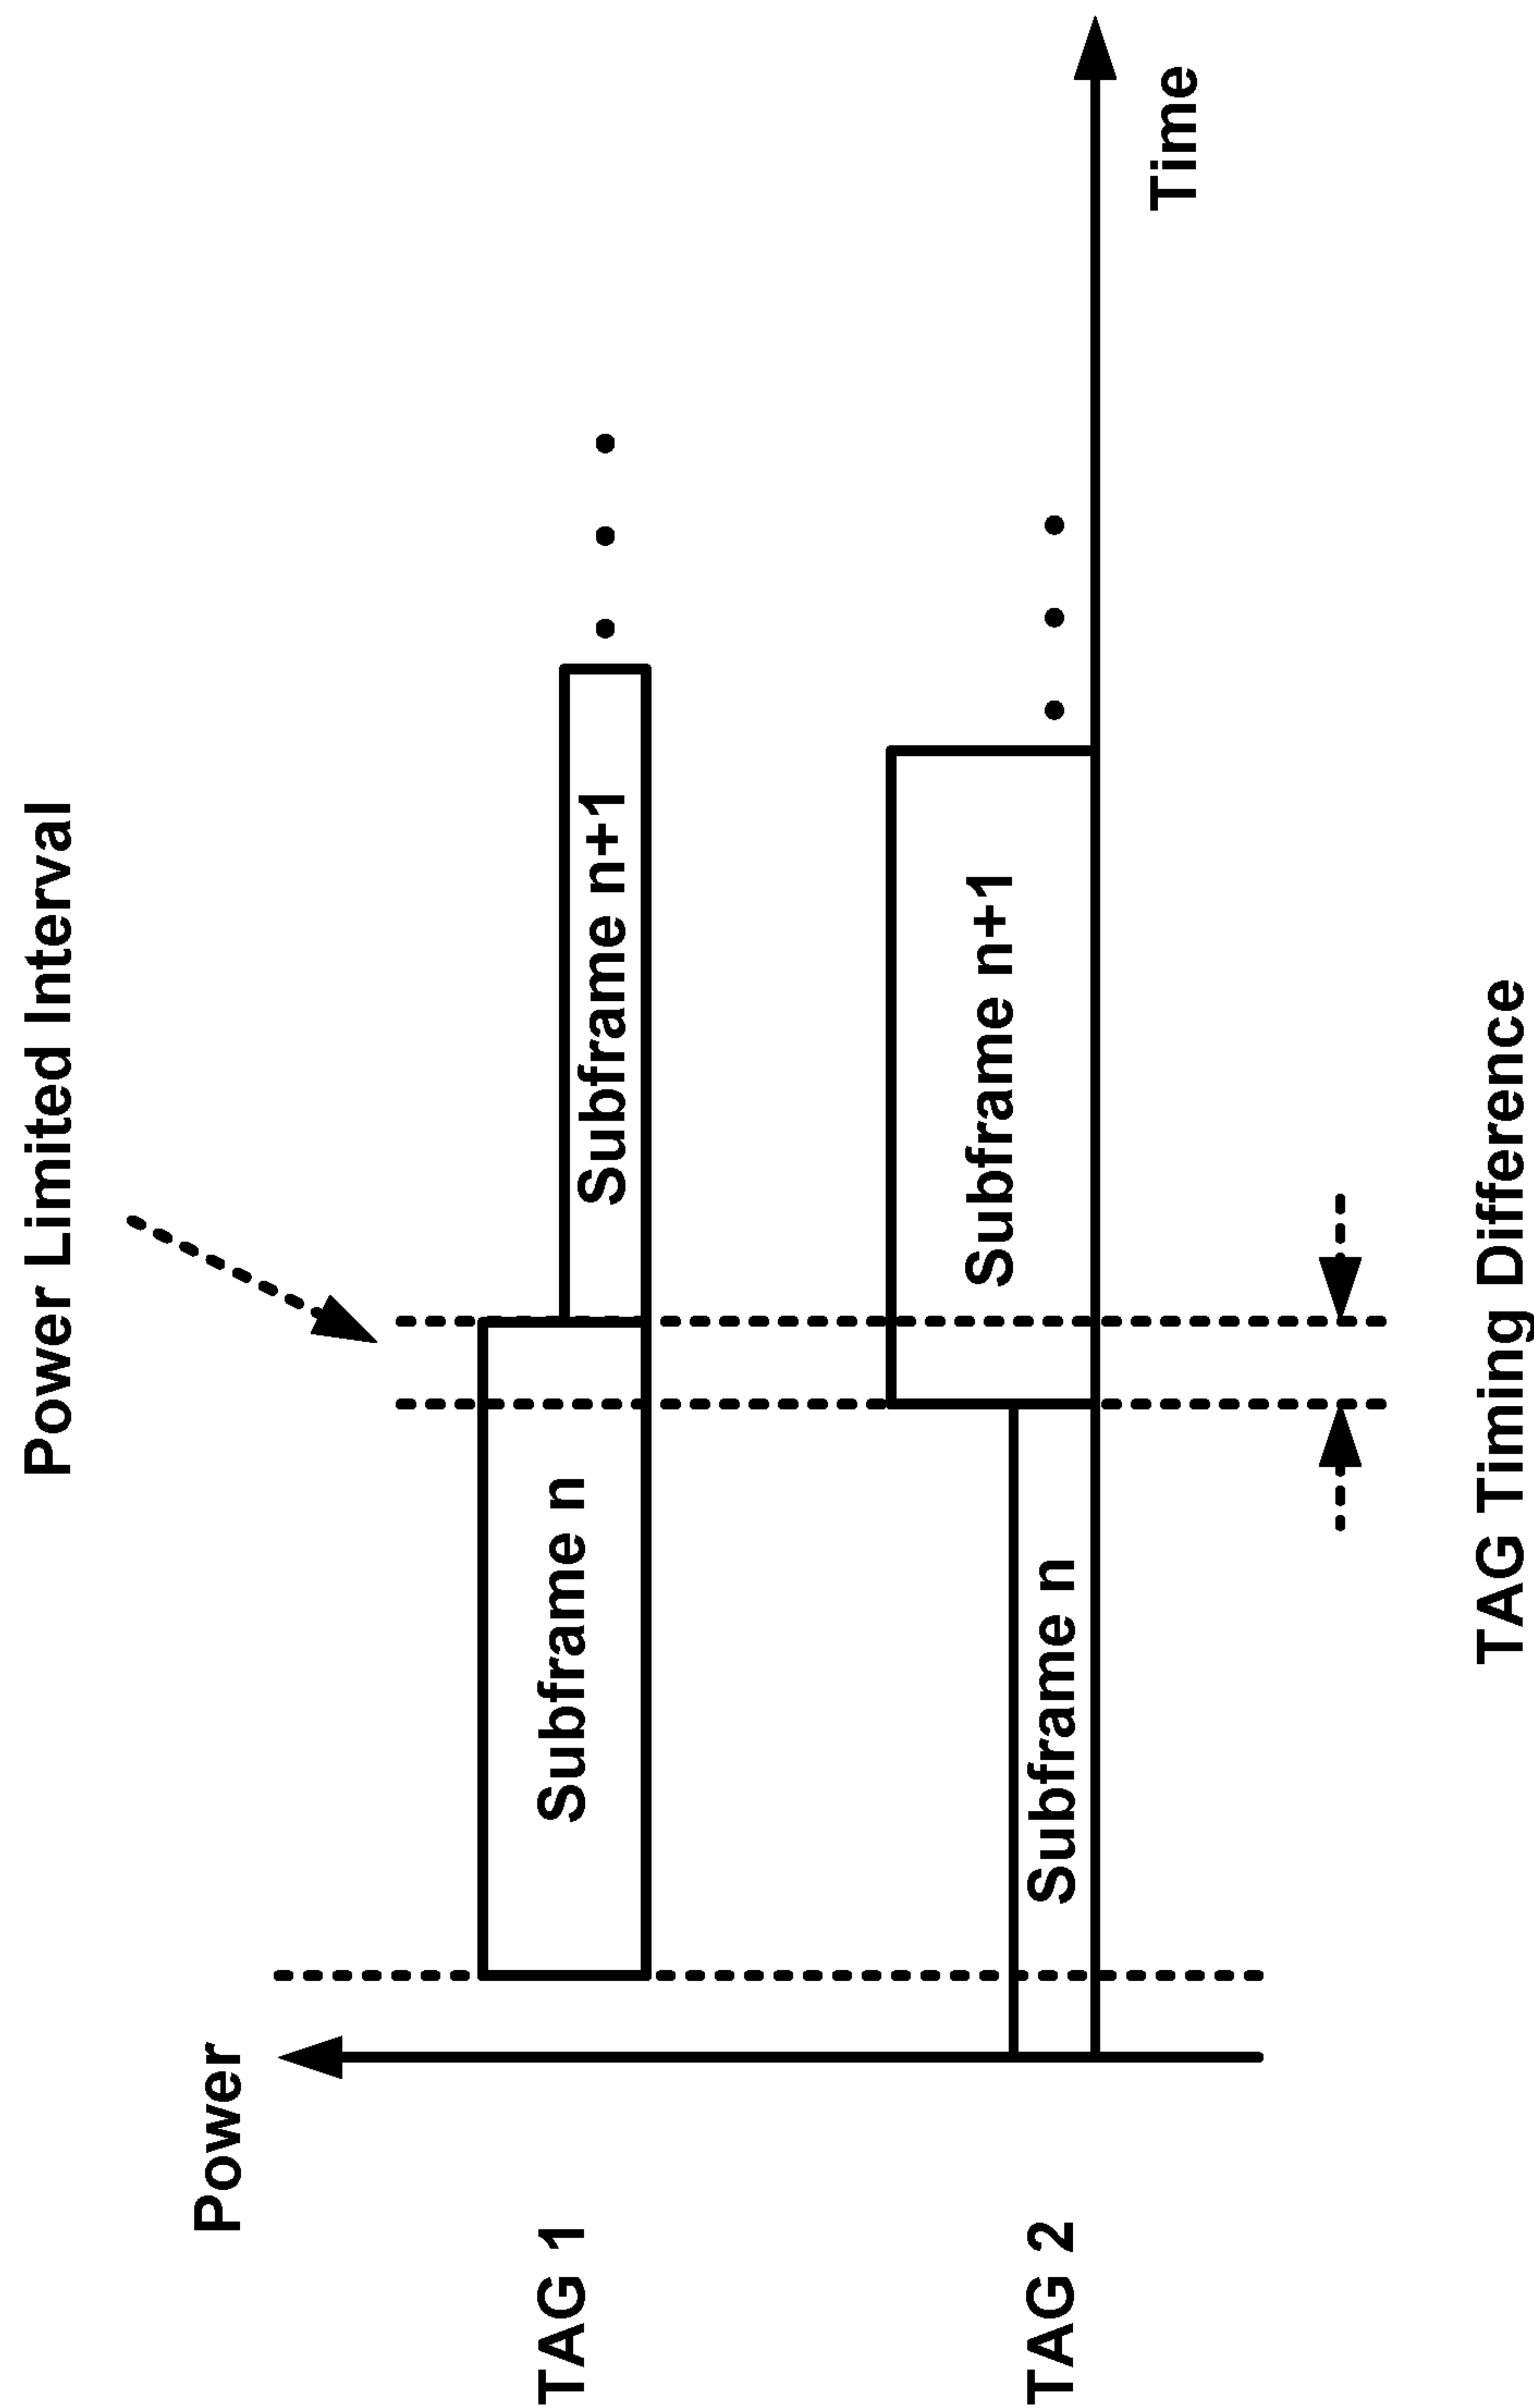 Power Limited Interval
Power
TAG 1
Subframe n
Subframe n+1
TAG 2
Subframe n
Subframe n+1
Time
TAG Timing Difference